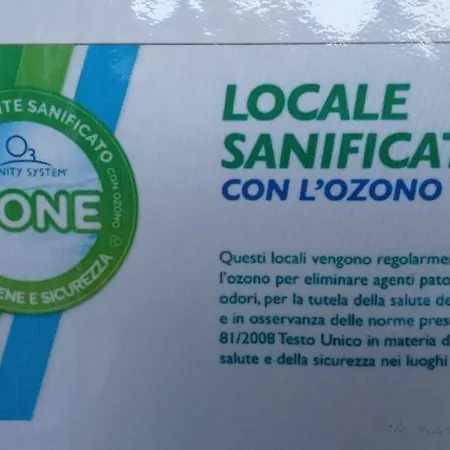 LOCALE
SANIFICAT
CON L'OZONO
Questi locali vengono regolarmen
l'ozono per eliminare agenti pato
odori, per la tutela della salute de
e in osservanza delle norme pres
81/2008 Testo Unico in materia d
salute e della sicurezza nei luoghi
TE SANIFICATO
CON OZONO
O3
NITY SYSTEM®
ONE
ENE E SICUREZZA